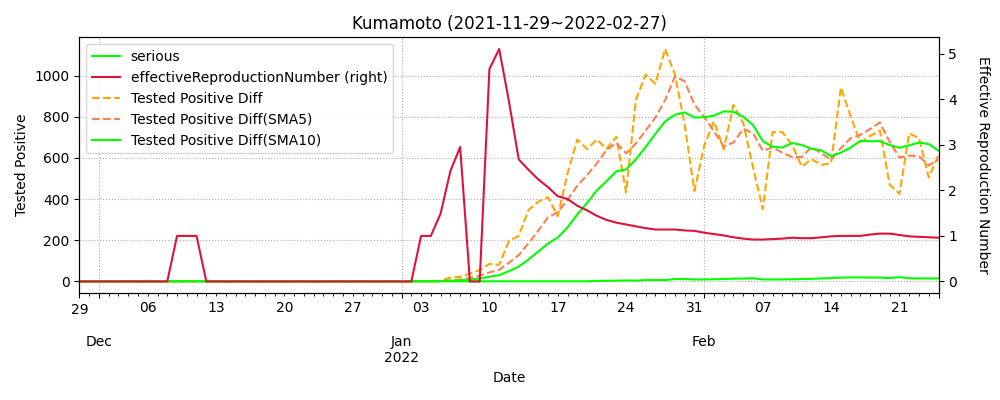 Kumamoto (2021-11-29~2022-02-27)
serious
effectiveReproductionNumber (right)
Tested Positive Diff
Tested Positive Diff(SMA5)
Tested Positive Diff(SMA10)
Tested Positive
1000
800
600
400
200
0
5
4
3
2
1
0
Effective Reproduction Number
29 06 13 20 27 03 10 17 24 31 07 14 21
Dec Jan Feb
2022
Date